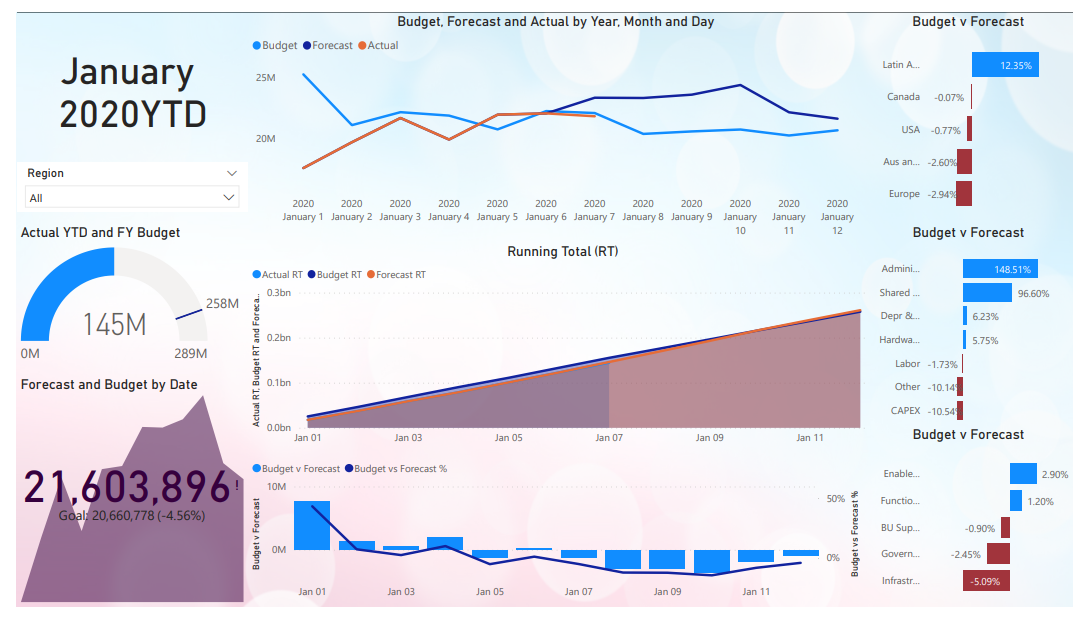 January
2020YTD
Region
All
Actual YTD and FY Budget
258M
145M
0M
289M
Forecast and Budget by Date
21,603,896!
Goal: 20,660,778 (-4.56%)
Budget, Forecast and Actual by Year, Month and Day
Budget Forecast Actual
25M
20M
2020 2020 2020 2020 2020 2020 2020 2020 2020 2020 2020 2020
January 1 January 2 January 3 January 4 January 5 January 6 January 7 January 8 January 9 January January January
10 11 12
Running Total (RT)
Actual RT Budget RT Forecast RT
Actual RT, Budget RT and Foreca...
0.3bn
0.2bn
0.1bn
0.0bn
Jan 01 Jan 03 Jan 05 Jan 07 Jan 09 Jan 11
Budget v Forecast Budget vs Forecast %
Budget v Forecast
10M
0M
50%
0%
Budget vs Forecast %
Jan 01 Jan 03 Jan 05 Jan 07 Jan 09 Jan 11
Budget v Forecast
Latin A... 12.35%
Canada -0.07%
USA -0.77%
Aus an... -2.60%
Europe -2.94%
Budget v Forecast
Admini... 148.51%
Shared ... 96.60%
Depr &... 6.23%
Hardwa... 5.75%
Labor -1.73%
Other -10.14%
CAPEX -10.54%
Budget v Forecast
Enable... 2.90%
Functio... 1.20%
BU Sup... -0.90%
Govern... -2.45%
Infrastr... -5.09%